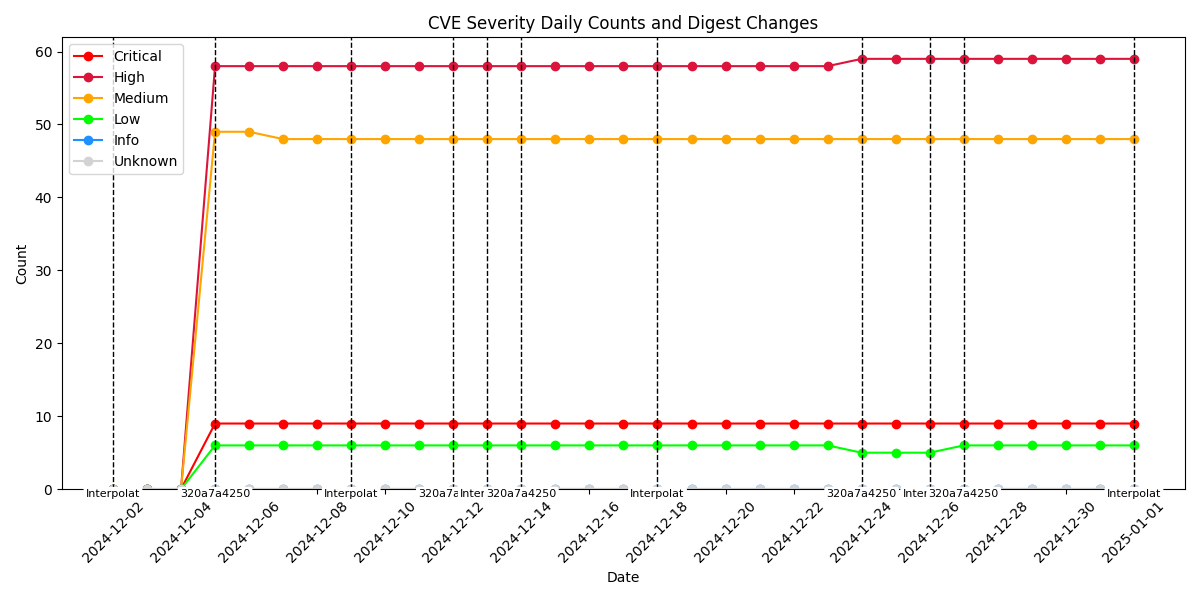 CVE Severity Daily Counts and Digest Changes
Critical
High
Medium
Low
Info
Unknown
Count
60
50
40
30
20
10
0
Interpolat
320a7a4250
Interpolat
320a7a
Inter
320a7a4250
Interpolat
320a7a4250
Inter
320a7a4250
Interpolat
2024-12-02
2024-12-04
2024-12-06
2024-12-08
2024-12-10
2024-12-12
2024-12-14
2024-12-16
2024-12-18
2024-12-20
2024-12-22
2024-12-24
2024-12-26
2024-12-28
2024-12-30
2025-01-01
Date